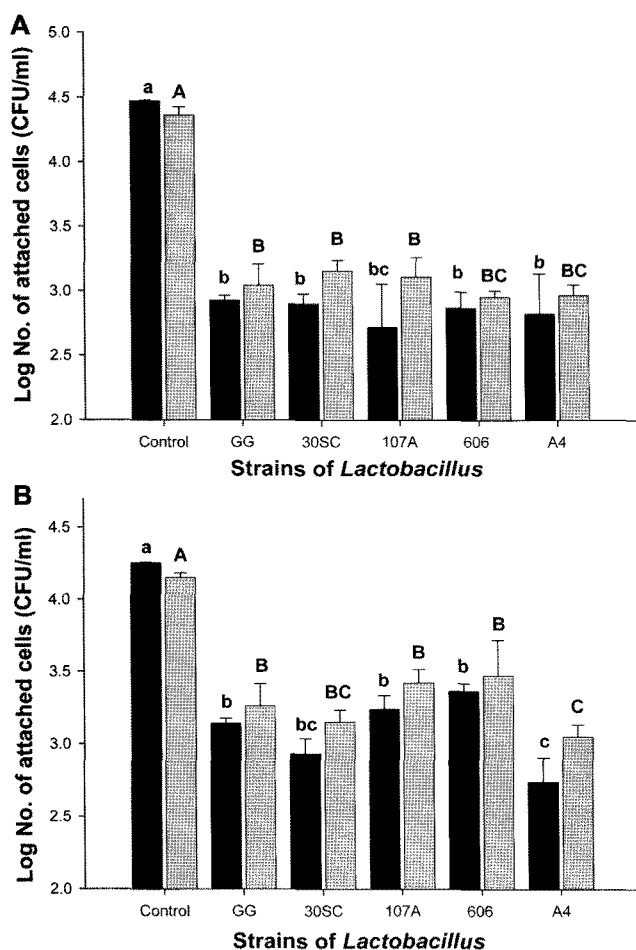 A
Log No. of attached cells (CFU/ml)
5.0
4.5
4.0
3.5
3.0
2.5
2.0
a
A
b
B
b
B
bc
B
b
BC
b
BC
Control
GG
30SC
107A
606
A4
Strains of Lactobacillus
B
Log No. of attached cells (CFU/ml)
4.5
4.0
3.5
3.0
2.5
2.0
a
A
b
B
bc
BC
b
B
b
B
c
C
Control
GG
30SC
107A
606
A4
Strains of Lactobacillus